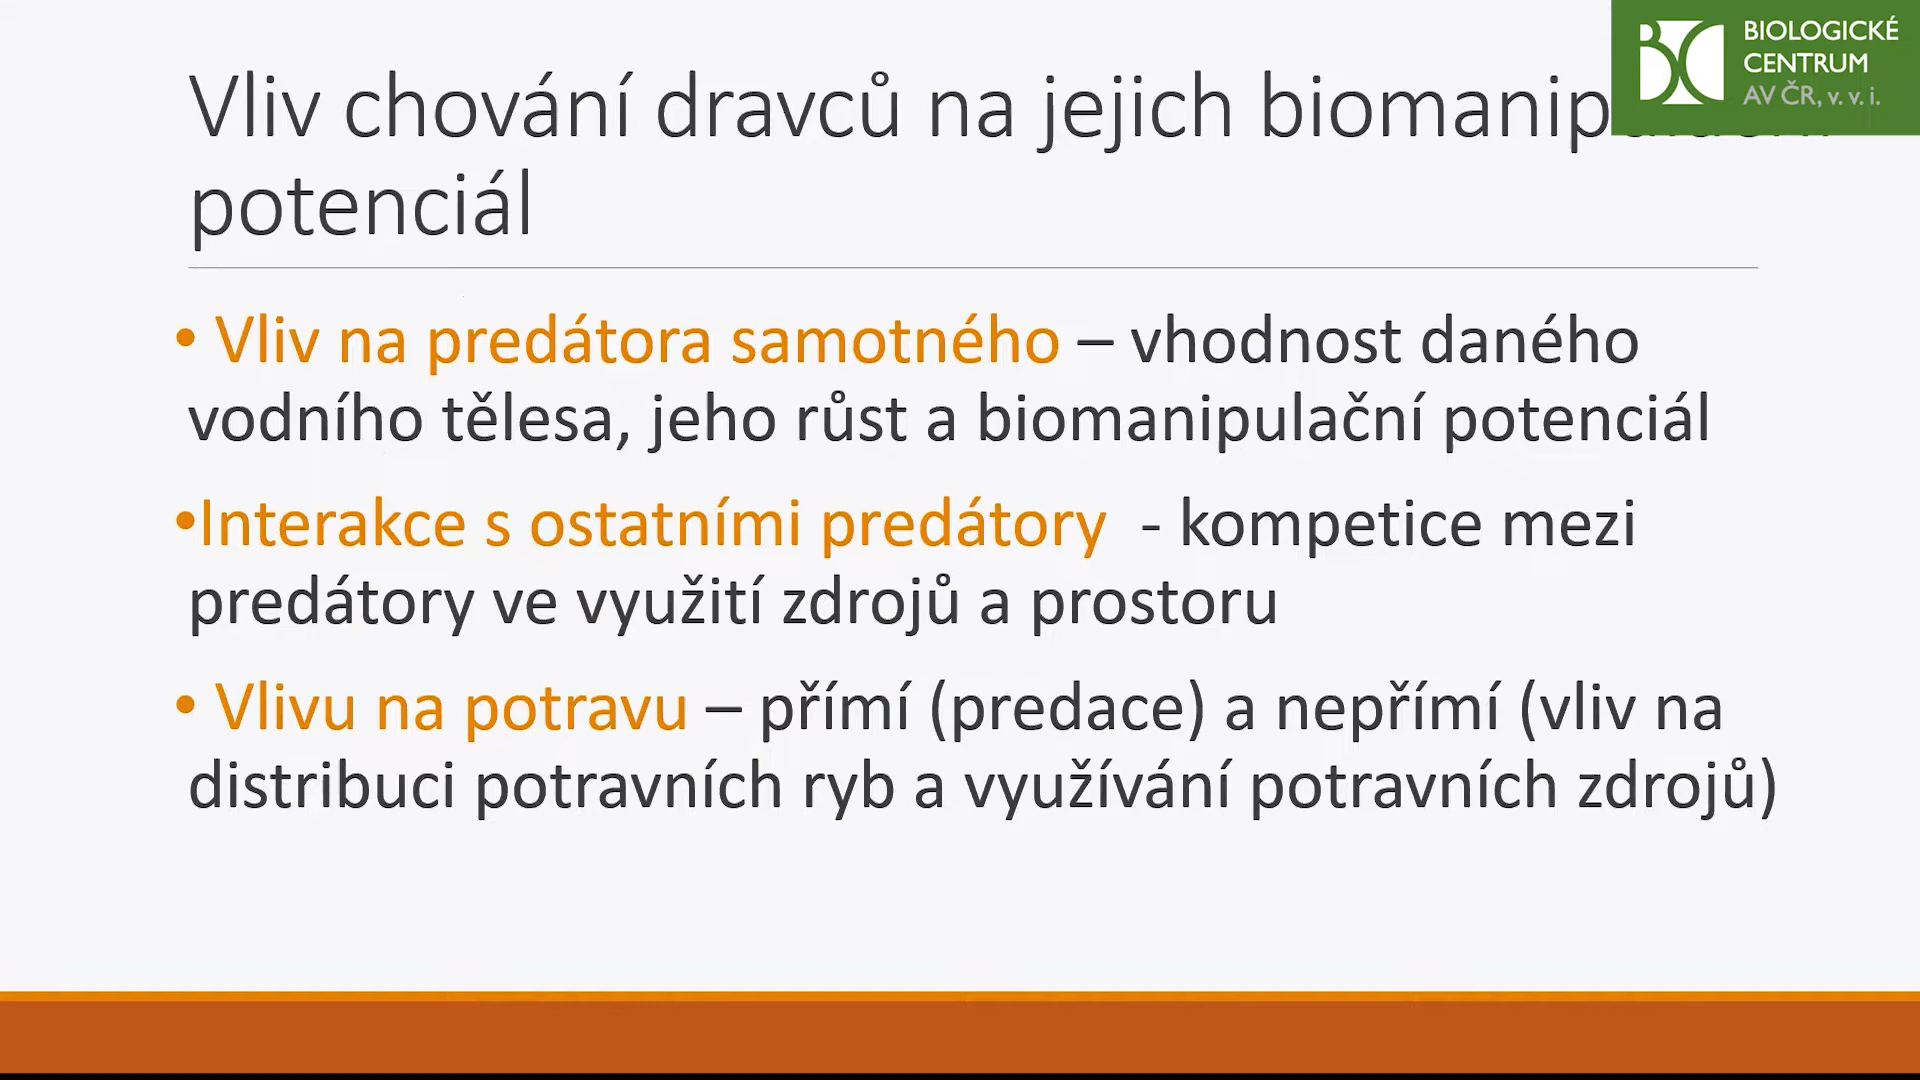 Vliv chování dravců na jejich
potenciál
• Vliv na predátora samotného – vhodnost daného
vodního tělesa, jeho růst a biomanipulační potenciál
•Interakce s ostatními predátory - kompetice mezi
predátory ve využití zdrojů a prostoru
• Vlivu na potravu – přímí (predace) a nepřímí (vliv na
distribuci potravních ryb a využívání potravních zdrojů)
BIOLOGICKÉ
CENTRUM
AV ČR, v. v. i.